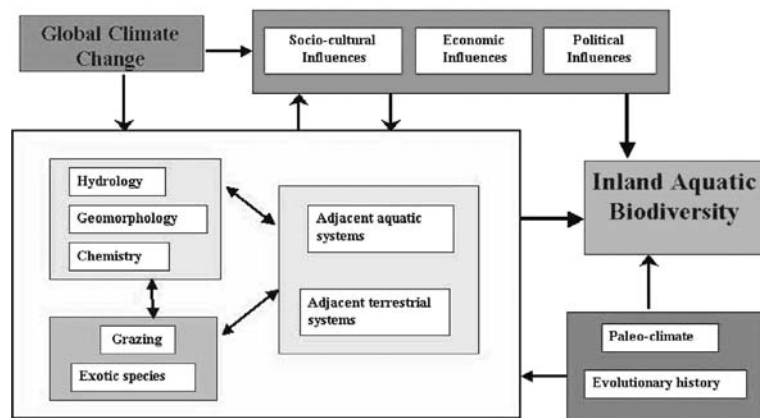 Global Climate
Change
Socio-cultural
Influences
Economic
Influences
Political
Influences
Hydrology
Geomorphology
Chemistry
Adjacent aquatic
systems
Inland Aquatic
Biodiversity
Adjacent terrestrial
systems
Grazing
Exotic species
Paleo-climate
Evolutionary history